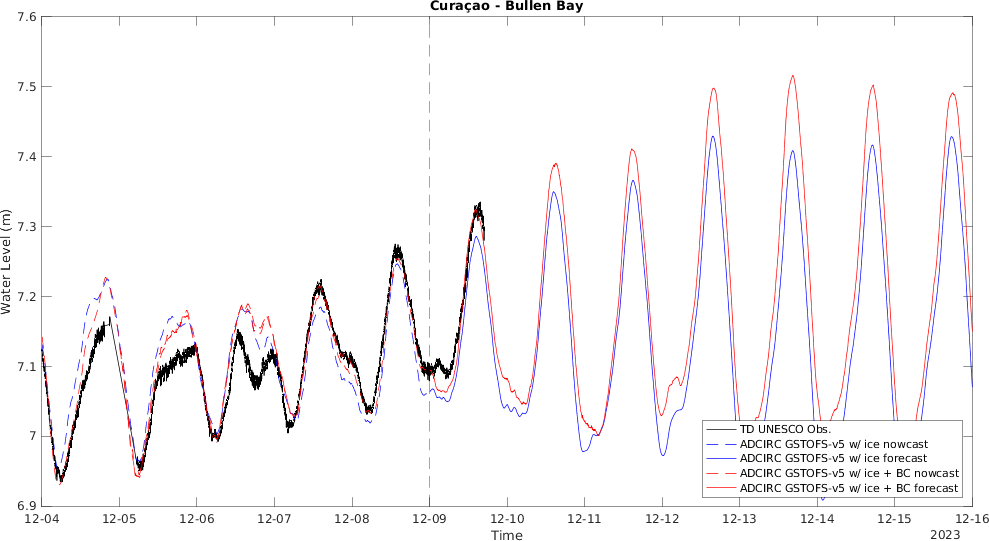 Curaçao - Bullen Bay
Water Level (m)
7.6
7.5
7.4
7.3
7.2
7.1
7
6.9
TD UNESCO Obs.
ADCIRC GSTOFS-v5 w/ ice nowcast
ADCIRC GSTOFS-v5 w/ ice forecast
ADCIRC GSTOFS-v5 w/ ice + BC nowcast
ADCIRC GSTOFS-v5 w/ ice + BC forecast
12-04 12-05 12-06 12-07 12-08 12-09 12-10 12-11 12-12 12-13 12-14 12-15 12-16
Time
2023